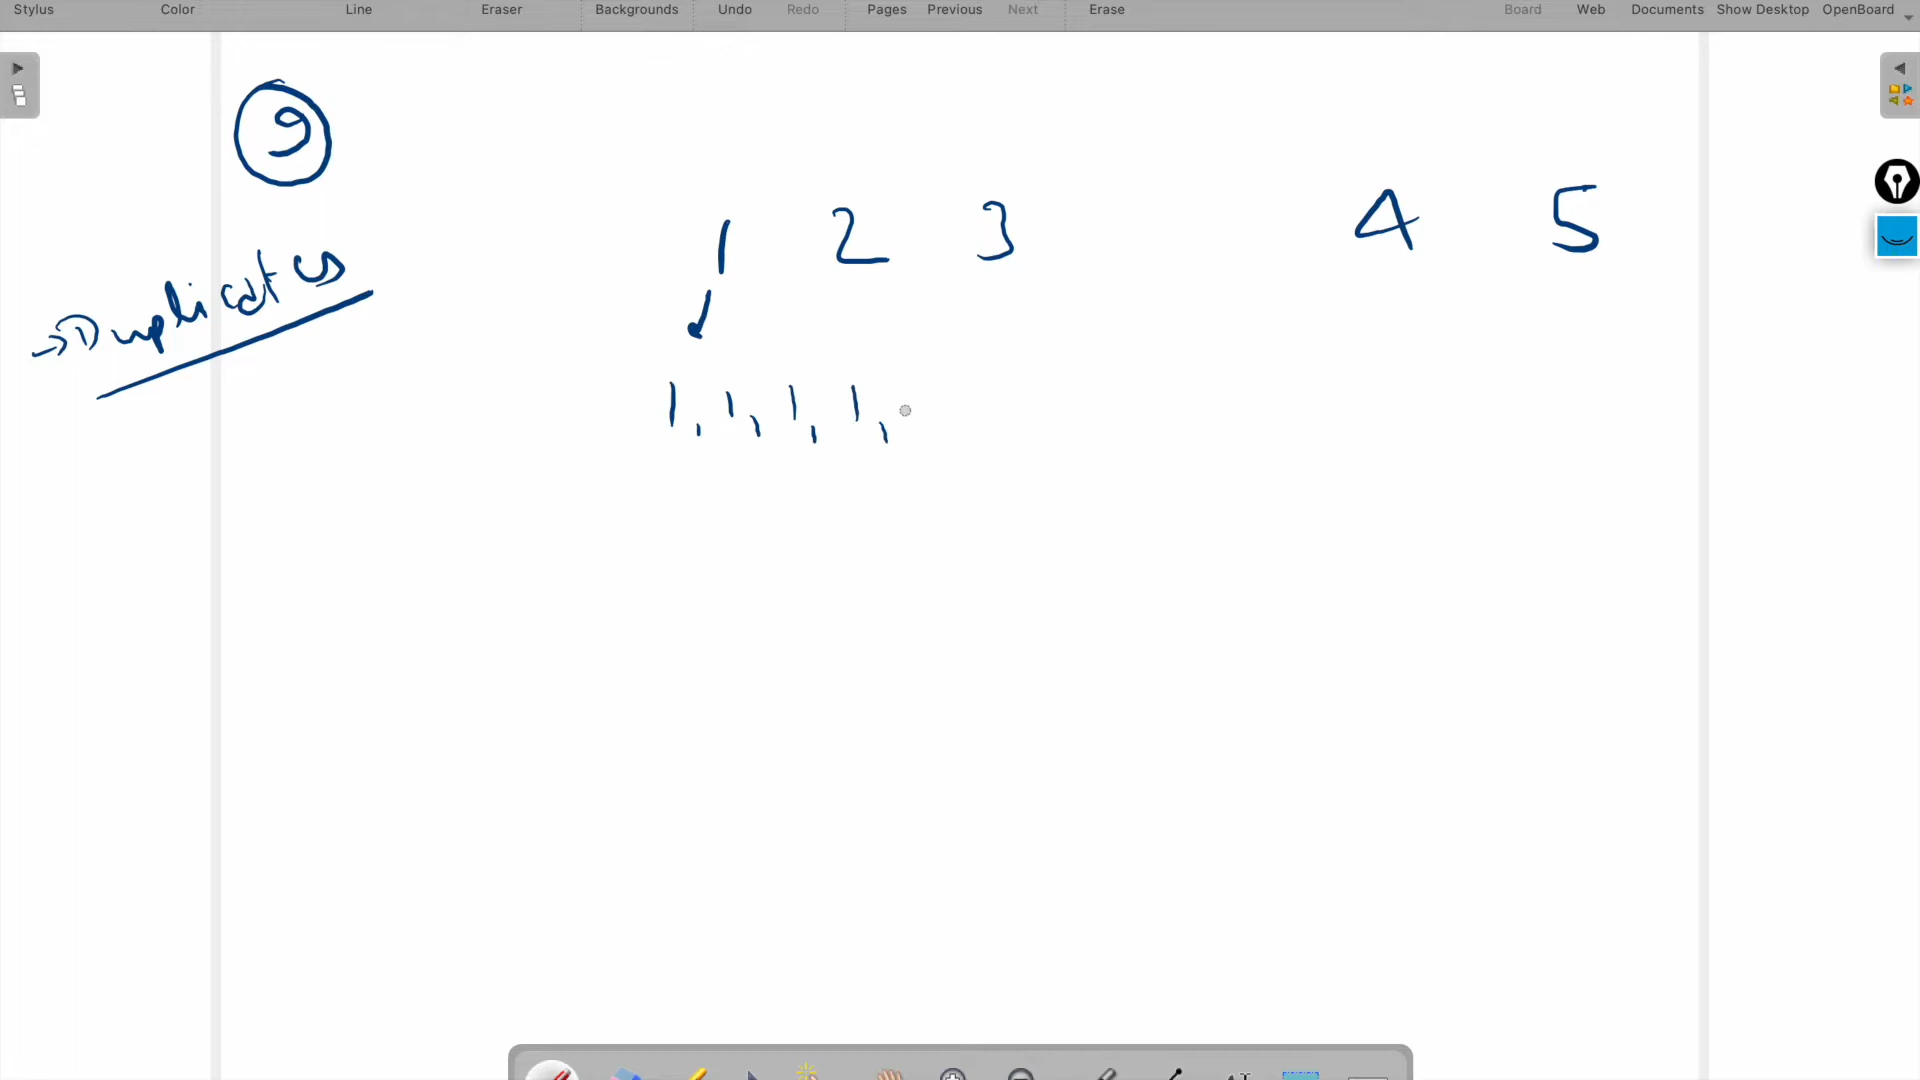 Stylus Color Line Eraser Backgrounds Undo Redo Pages Previous Next Erase Board Web Documents Show Desktop OpenBoard
9
1 2 3 4 5
→ Duplicates
1, 1, 1, 1,